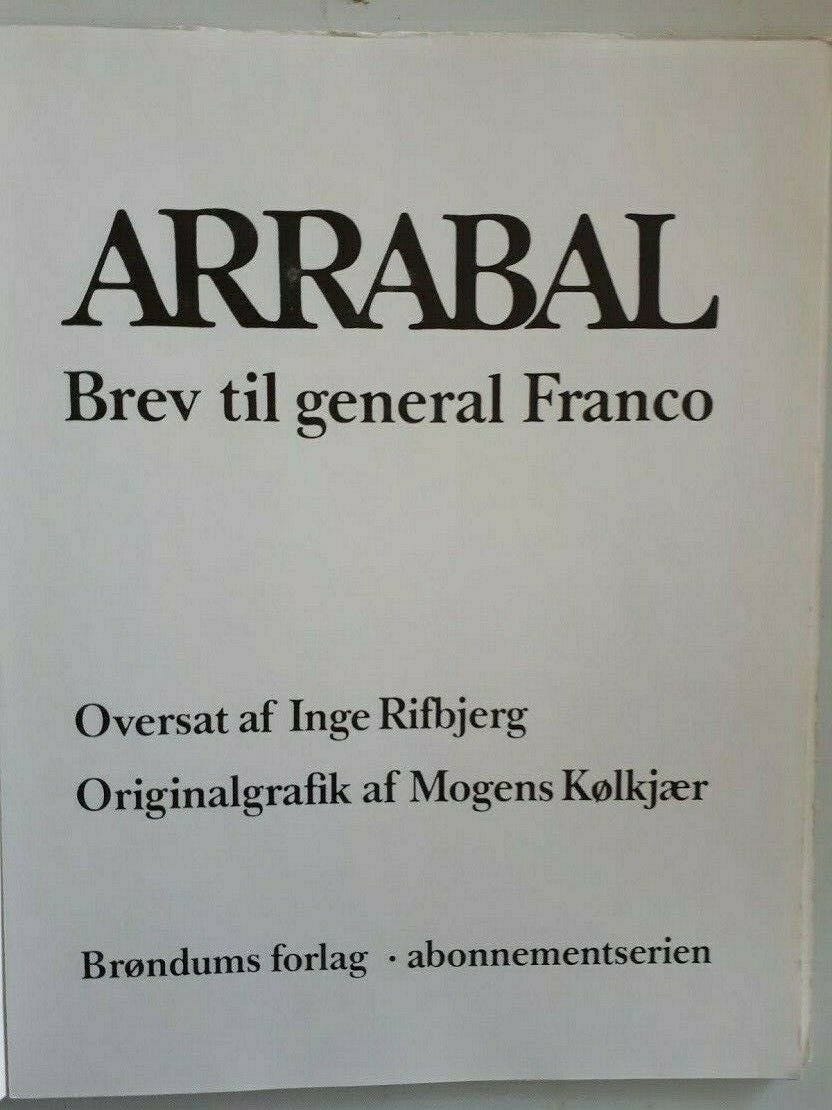 ARRABAL
Brev til general Franco
Oversat af Inge Rifbjerg
Originalgrafik af Mogens Kølkjær
Brøndums forlag · abonnementserien